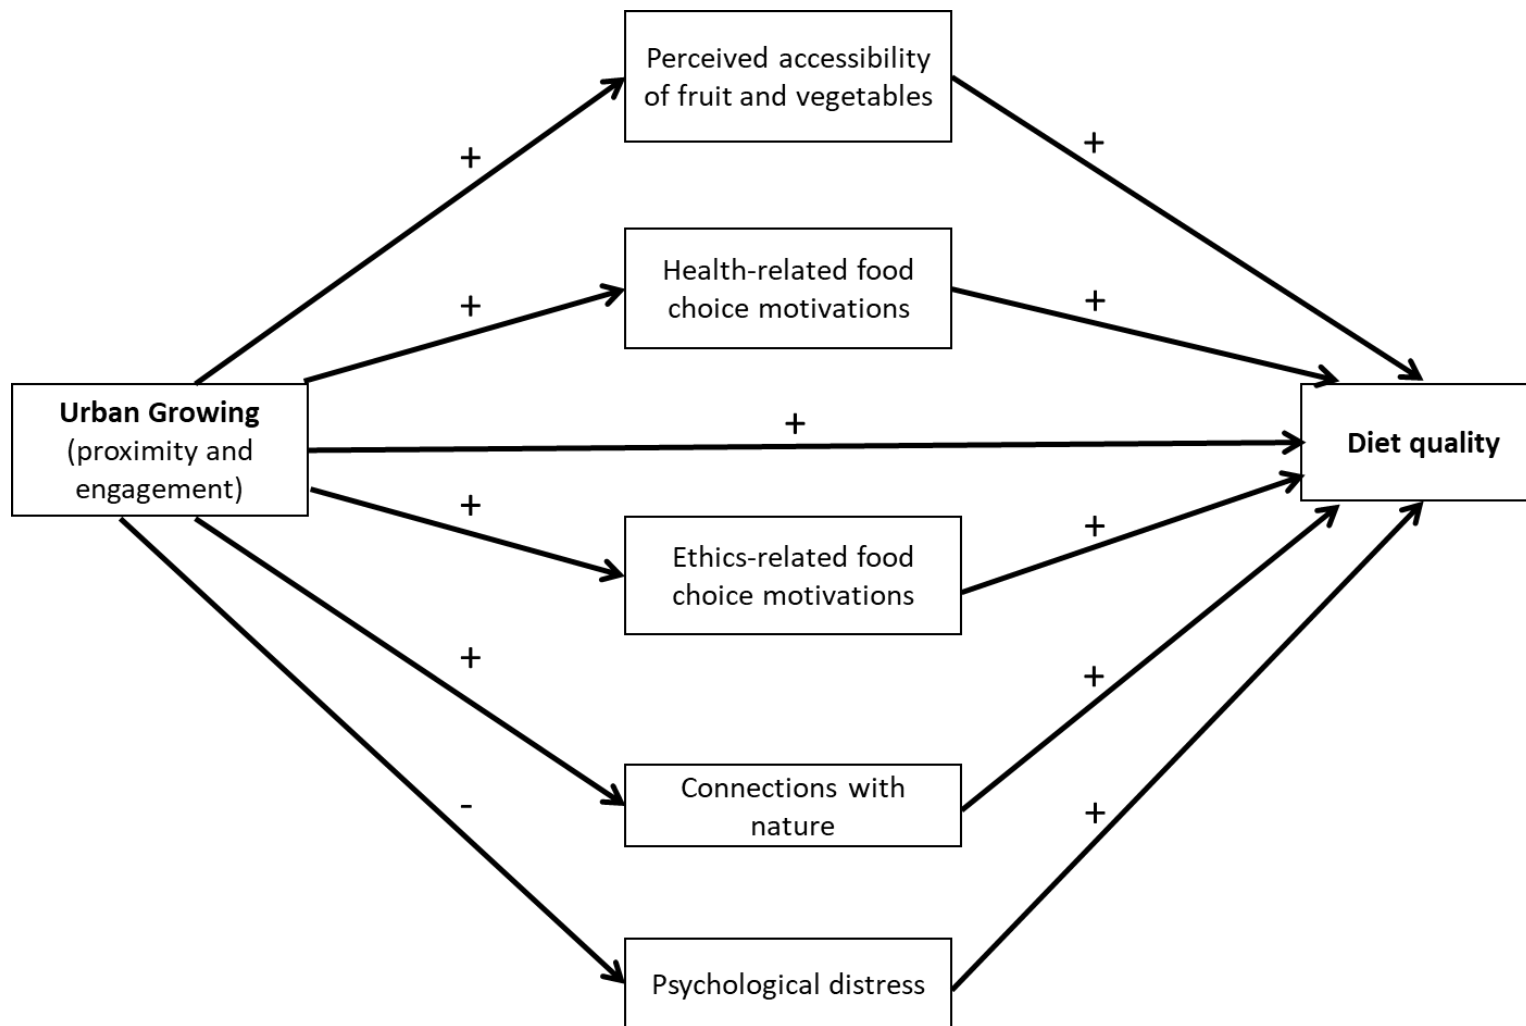 Perceived accessibility
of fruit and vegetables
+
+
Health-related food
choice motivations
+
+
Urban Growing
(proximity and
engagement)
+
Diet quality
+
Ethics-related food
choice motivations
+
+
Connections with
nature
+
-
Psychological distress
+